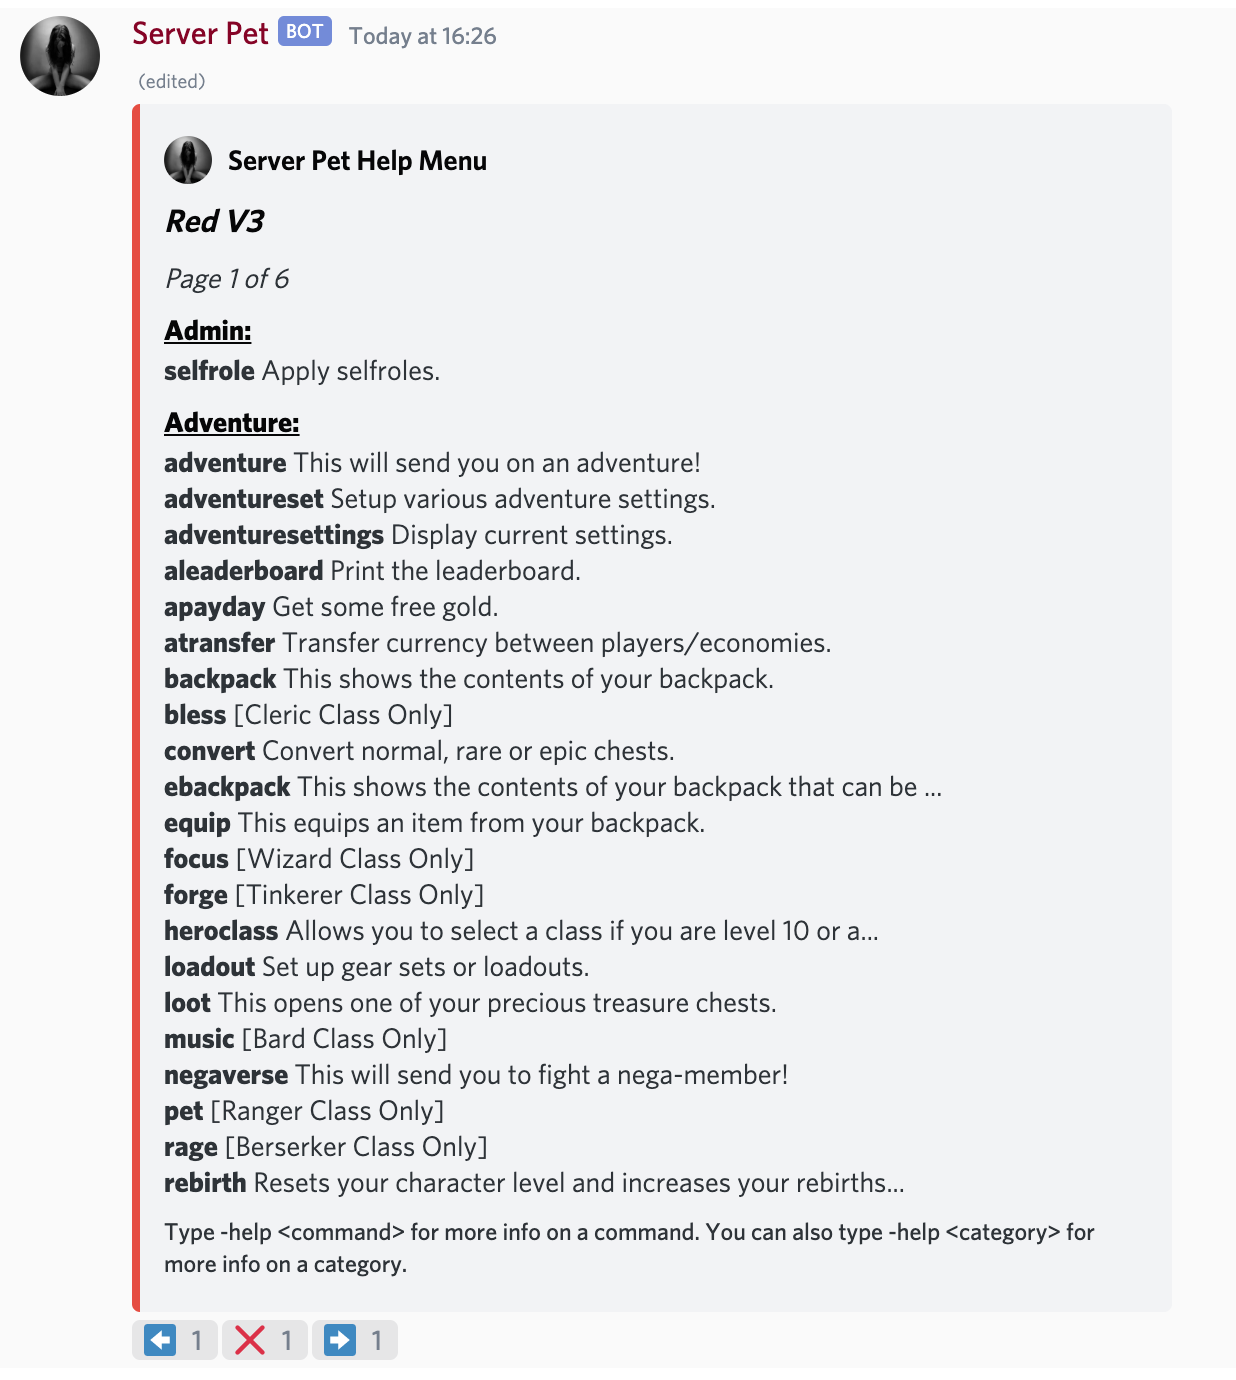 Server Pet BOT Today at 16:26
(edited)
Server Pet Help Menu
Red V3
Page 1 of 6
Admin:
selfrole Apply selfroles.
Adventure:
adventure This will send you on an adventure!
adventureset Setup various adventure settings.
adventuresettings Display current settings.
aleaderboard Print the leaderboard.
apayday Get some free gold.
atransfer Transfer currency between players/economies.
backpack This shows the contents of your backpack.
bless [Cleric Class Only]
convert Convert normal, rare or epic chests.
ebackpack This shows the contents of your backpack that can be ...
equip This equips an item from your backpack.
focus [Wizard Class Only]
forge [Tinkerer Class Only]
heroclass Allows you to select a class if you are level 10 or a...
loadout Set up gear sets or loadouts.
loot This opens one of your precious treasure chests.
music [Bard Class Only]
negaverse This will send you to fight a nega-member!
pet [Ranger Class Only]
rage [Berserker Class Only]
rebirth Resets your character level and increases your rebirths...
Type -help <command> for more info on a command. You can also type -help <category> for
more info on a category.
1 1 1